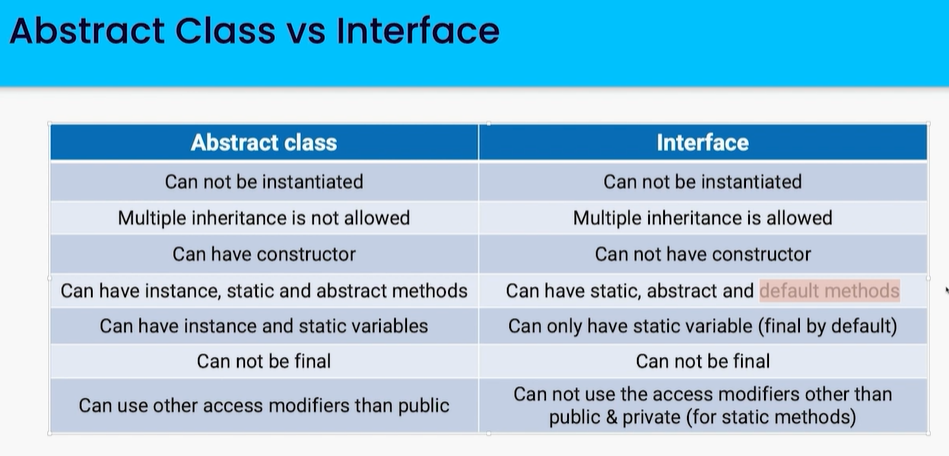 Abstract Class vs Interface
Abstract class
Interface
Can not be instantiated
Can not be instantiated
Multiple inheritance is not allowed
Multiple inheritance is allowed
Can have constructor
Can not have constructor
Can have instance, static and abstract methods
Can have static, abstract and default methods
Can have instance and static variables
Can only have static variable (final by default)
Can not be final
Can not be final
Can use other access modifiers than public
Can not use the access modifiers other than
public & private (for static methods)